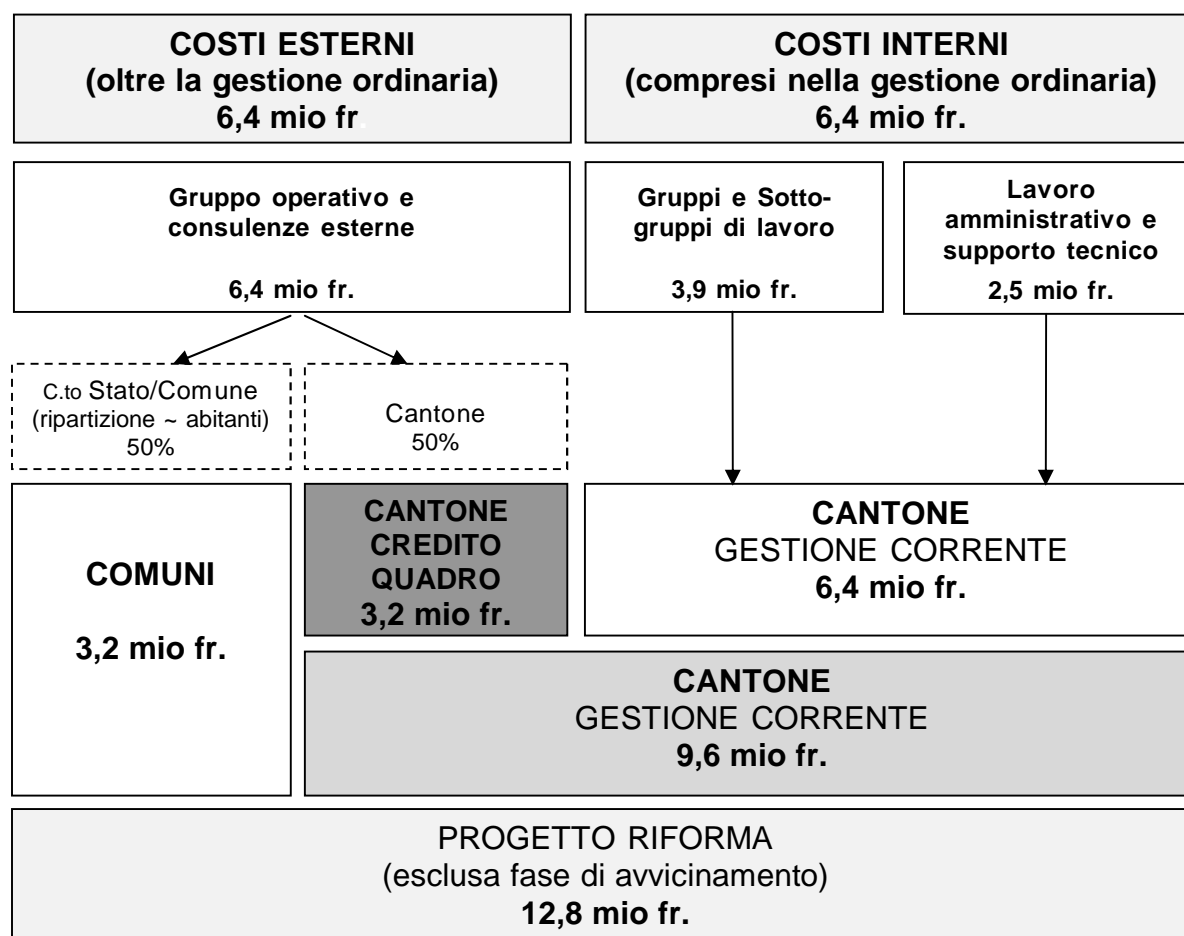 COSTI ESTERNI
(oltre la gestione ordinaria)
6,4 mio fr.
COSTI INTERNI
(compresi nella gestione ordinaria)
6,4 mio fr.
Gruppo operativo e
consulenze esterne
6,4 mio fr.
Gruppi e Sotto-
gruppi di lavoro
3,9 mio fr.
Lavoro
amministrativo e
supporto tecnico
2,5 mio fr.
C.to Stato/Comune
(ripartizione ~ abitanti)
50%
Cantone
50%
COMUNI
3,2 mio fr.
CANTONE
CREDITO
QUADRO
3,2 mio fr.
CANTONE
GESTIONE CORRENTE
6,4 mio fr.
CANTONE
GESTIONE CORRENTE
9,6 mio fr.
PROGETTO RIFORMA
(esclusa fase di avvicinamento)
12,8 mio fr.